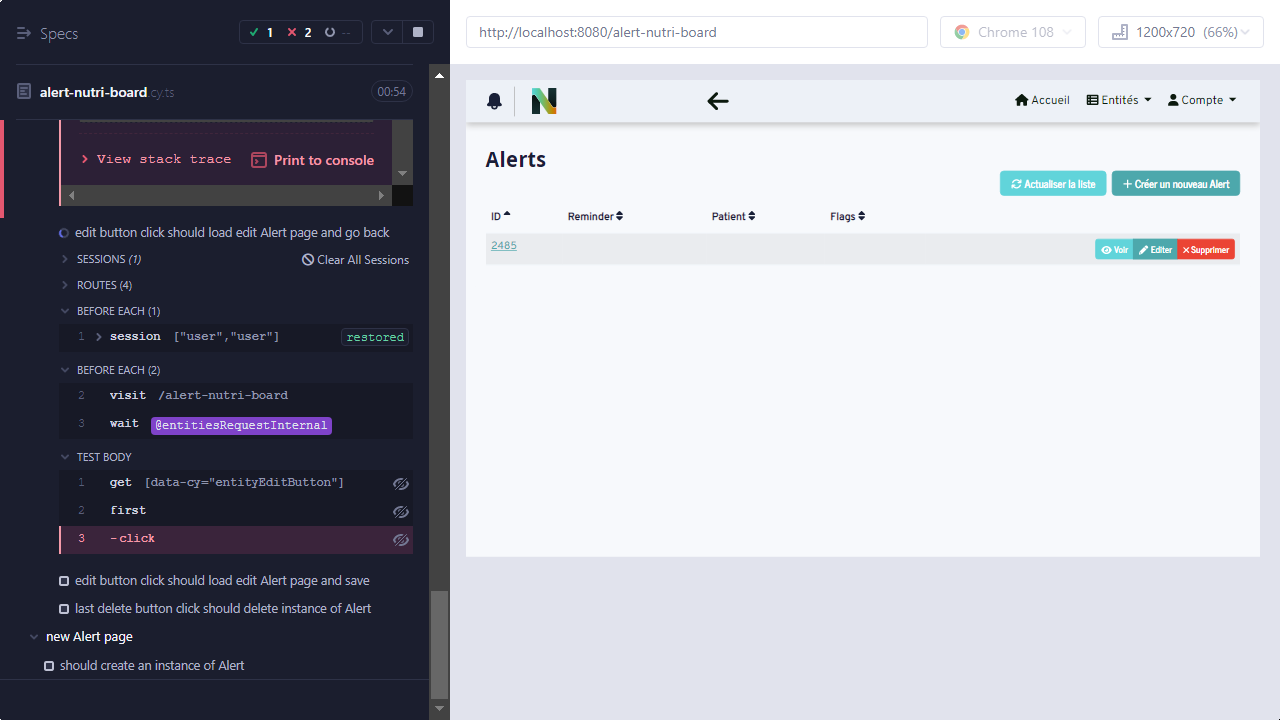 Specs
1
2
--
alert-nutri-board.cy.ts
00:54
View stack trace
Print to console
edit button click should load edit Alert page and go back
SESSIONS (1)
Clear All Sessions
ROUTES (4)
BEFORE EACH (1)
1 session ["user","user"] restored
BEFORE EACH (2)
2 visit /alert-nutri-board
3 wait @entitiesRequestInternal
TEST BODY
1 get [data-cy="entityEditButton"]
2 first
3 -click
edit button click should load edit Alert page and save
last delete button click should delete instance of Alert
new Alert page
should create an instance of Alert
http://localhost:8080/alert-nutri-board
Chrome 108
1200x720 (66%)
N
Accueil
Entités
Compte
Alerts
Actualiser la liste
Créer un nouveau Alert
ID Reminder Patient Flags
2485
Voir
Editer
Supprimer